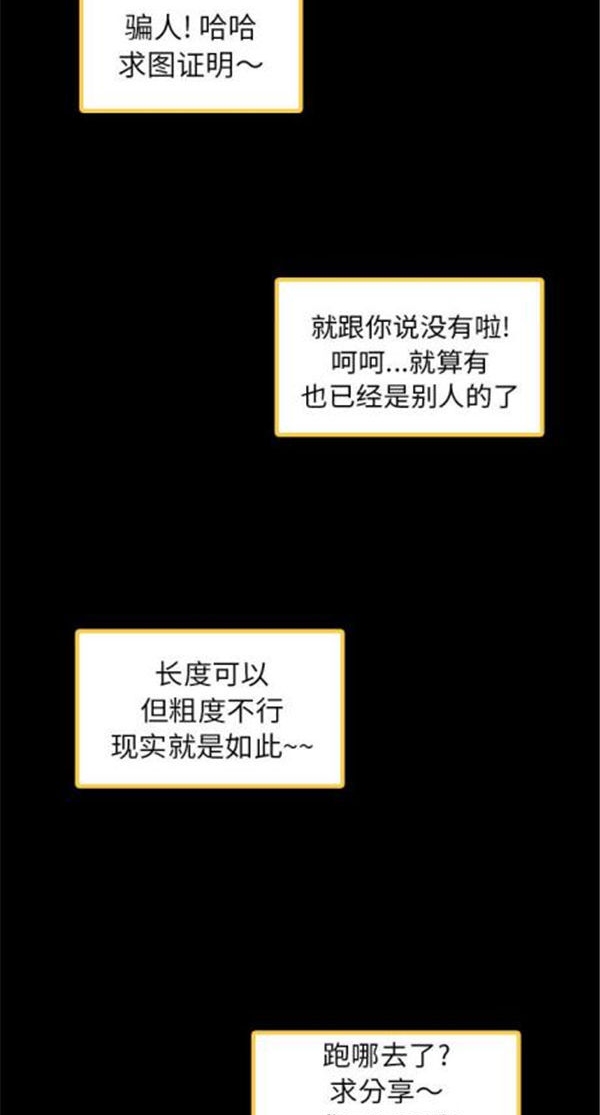 骗人! 哈哈
求图证明～
就跟你说没有啦!
呵呵...就算有
也已经是别人的了
长度可以
但粗度不行
现实就是如此~~
跑哪去了?
求分享～